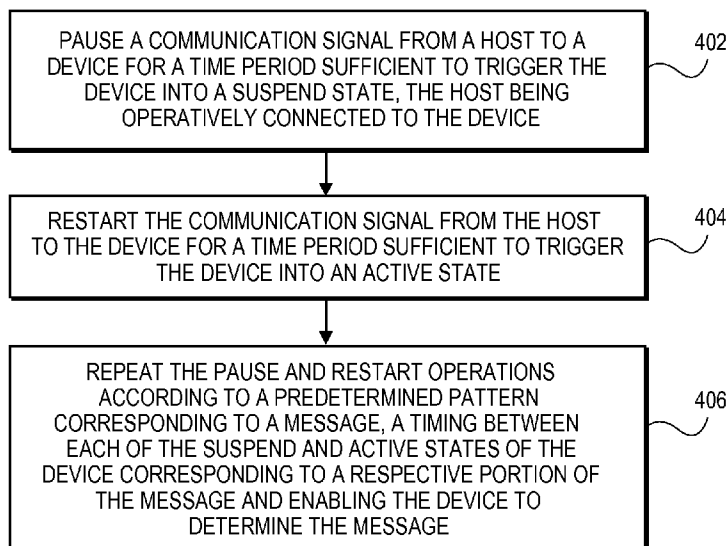 PAUSE A COMMUNICATION SIGNAL FROM A HOST TO A
DEVICE FOR A TIME PERIOD SUFFICIENT TO TRIGGER THE
DEVICE INTO A SUSPEND STATE, THE HOST BEING
OPERATIVELY CONNECTED TO THE DEVICE
402
RESTART THE COMMUNICATION SIGNAL FROM THE HOST
TO THE DEVICE FOR A TIME PERIOD SUFFICIENT TO TRIGGER
THE DEVICE INTO AN ACTIVE STATE
404
REPEAT THE PAUSE AND RESTART OPERATIONS
ACCORDING TO A PREDETERMINED PATTERN
CORRESPONDING TO A MESSAGE, A TIMING BETWEEN
EACH OF THE SUSPEND AND ACTIVE STATES OF THE
DEVICE CORRESPONDING TO A RESPECTIVE PORTION OF
THE MESSAGE AND ENABLING THE DEVICE TO
DETERMINE THE MESSAGE
406